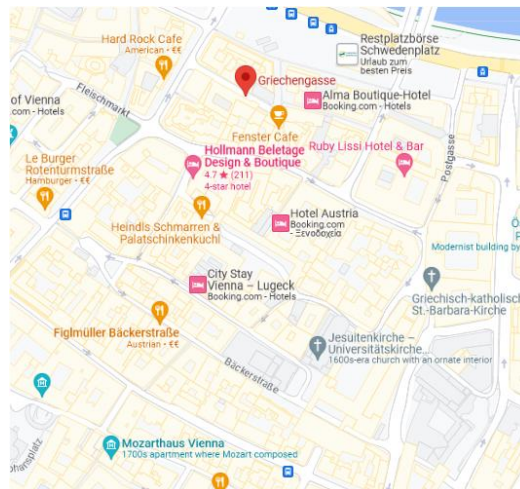 Hard Rock Cafe
American • €€
Restplatzbörse
Schwedenplatz
Urlaub zum
besten Preis
Griechengasse
of Vienna
.com - Hotels
Fleischmarkt
Alma Boutique-Hotel
Booking.com - Hotels
Fenster Cafe
Hollmann Beletage
Design & Boutique
4.7 ★ (211)
4-star hotel
Ruby Lissi Hotel & Bar
Postgasse
Le Burger
Rotenturmstraße
Hamburger • €€
Heindls Schmarren &
Palatschinkenkuchl
Hotel Austria
Booking.com
- Ξενοδοχεία
Modernist building by
City Stay
Vienna – Lugeck
Booking.com - Hotels
Griechisch-katholisc
St.-Barbara-Kirche
Figlmüller Bäckerstraße
Austrian • €€
Jesuitenkirche –
Universitätskirche...
1600s-era church with an ornate interior
Bäckerstraße
Mozarthaus Vienna
1700s apartment where Mozart composed